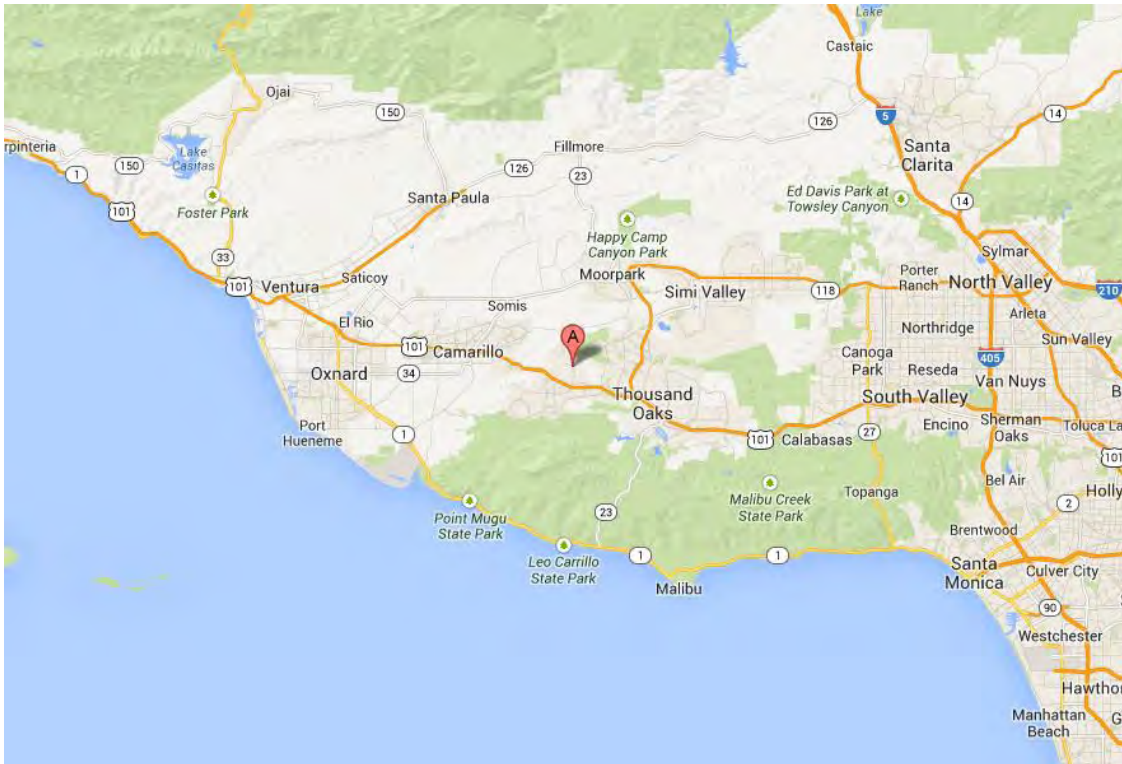 Lake
Castaic
Ojai
150
126
5
14
rpinteria
150
Lake
Casitas
Fillmore
Santa
Clarita
1
126
23
101
Foster Park
Santa Paula
Ed Davis Park at
Towsley Canyon
14
Happy Camp
Canyon Park
33
Sylmar
Saticoy
Moorpark
Porter
Ranch
North Valley
101
Ventura
Simi Valley
118
210
Somis
Arleta
El Rio
Northridge
Sun Valley
A
101
Camarillo
Canoga
Park
405
Oxnard
34
Reseda
Van Nuys
B
Thousand
Oaks
South Valley
Port
Hueneme
1
101
Calabasas
27
Encino
Sherman
Oaks
Toluca La
101
Bel Air
Point Mugu
State Park
23
Malibu Creek
State Park
Topanga
2
Holly
Brentwood
Leo Carrillo
State Park
1
1
Santa
Monica
Culver City
Malibu
90
Westchester
Hawthor
Manhattan
Beach
G